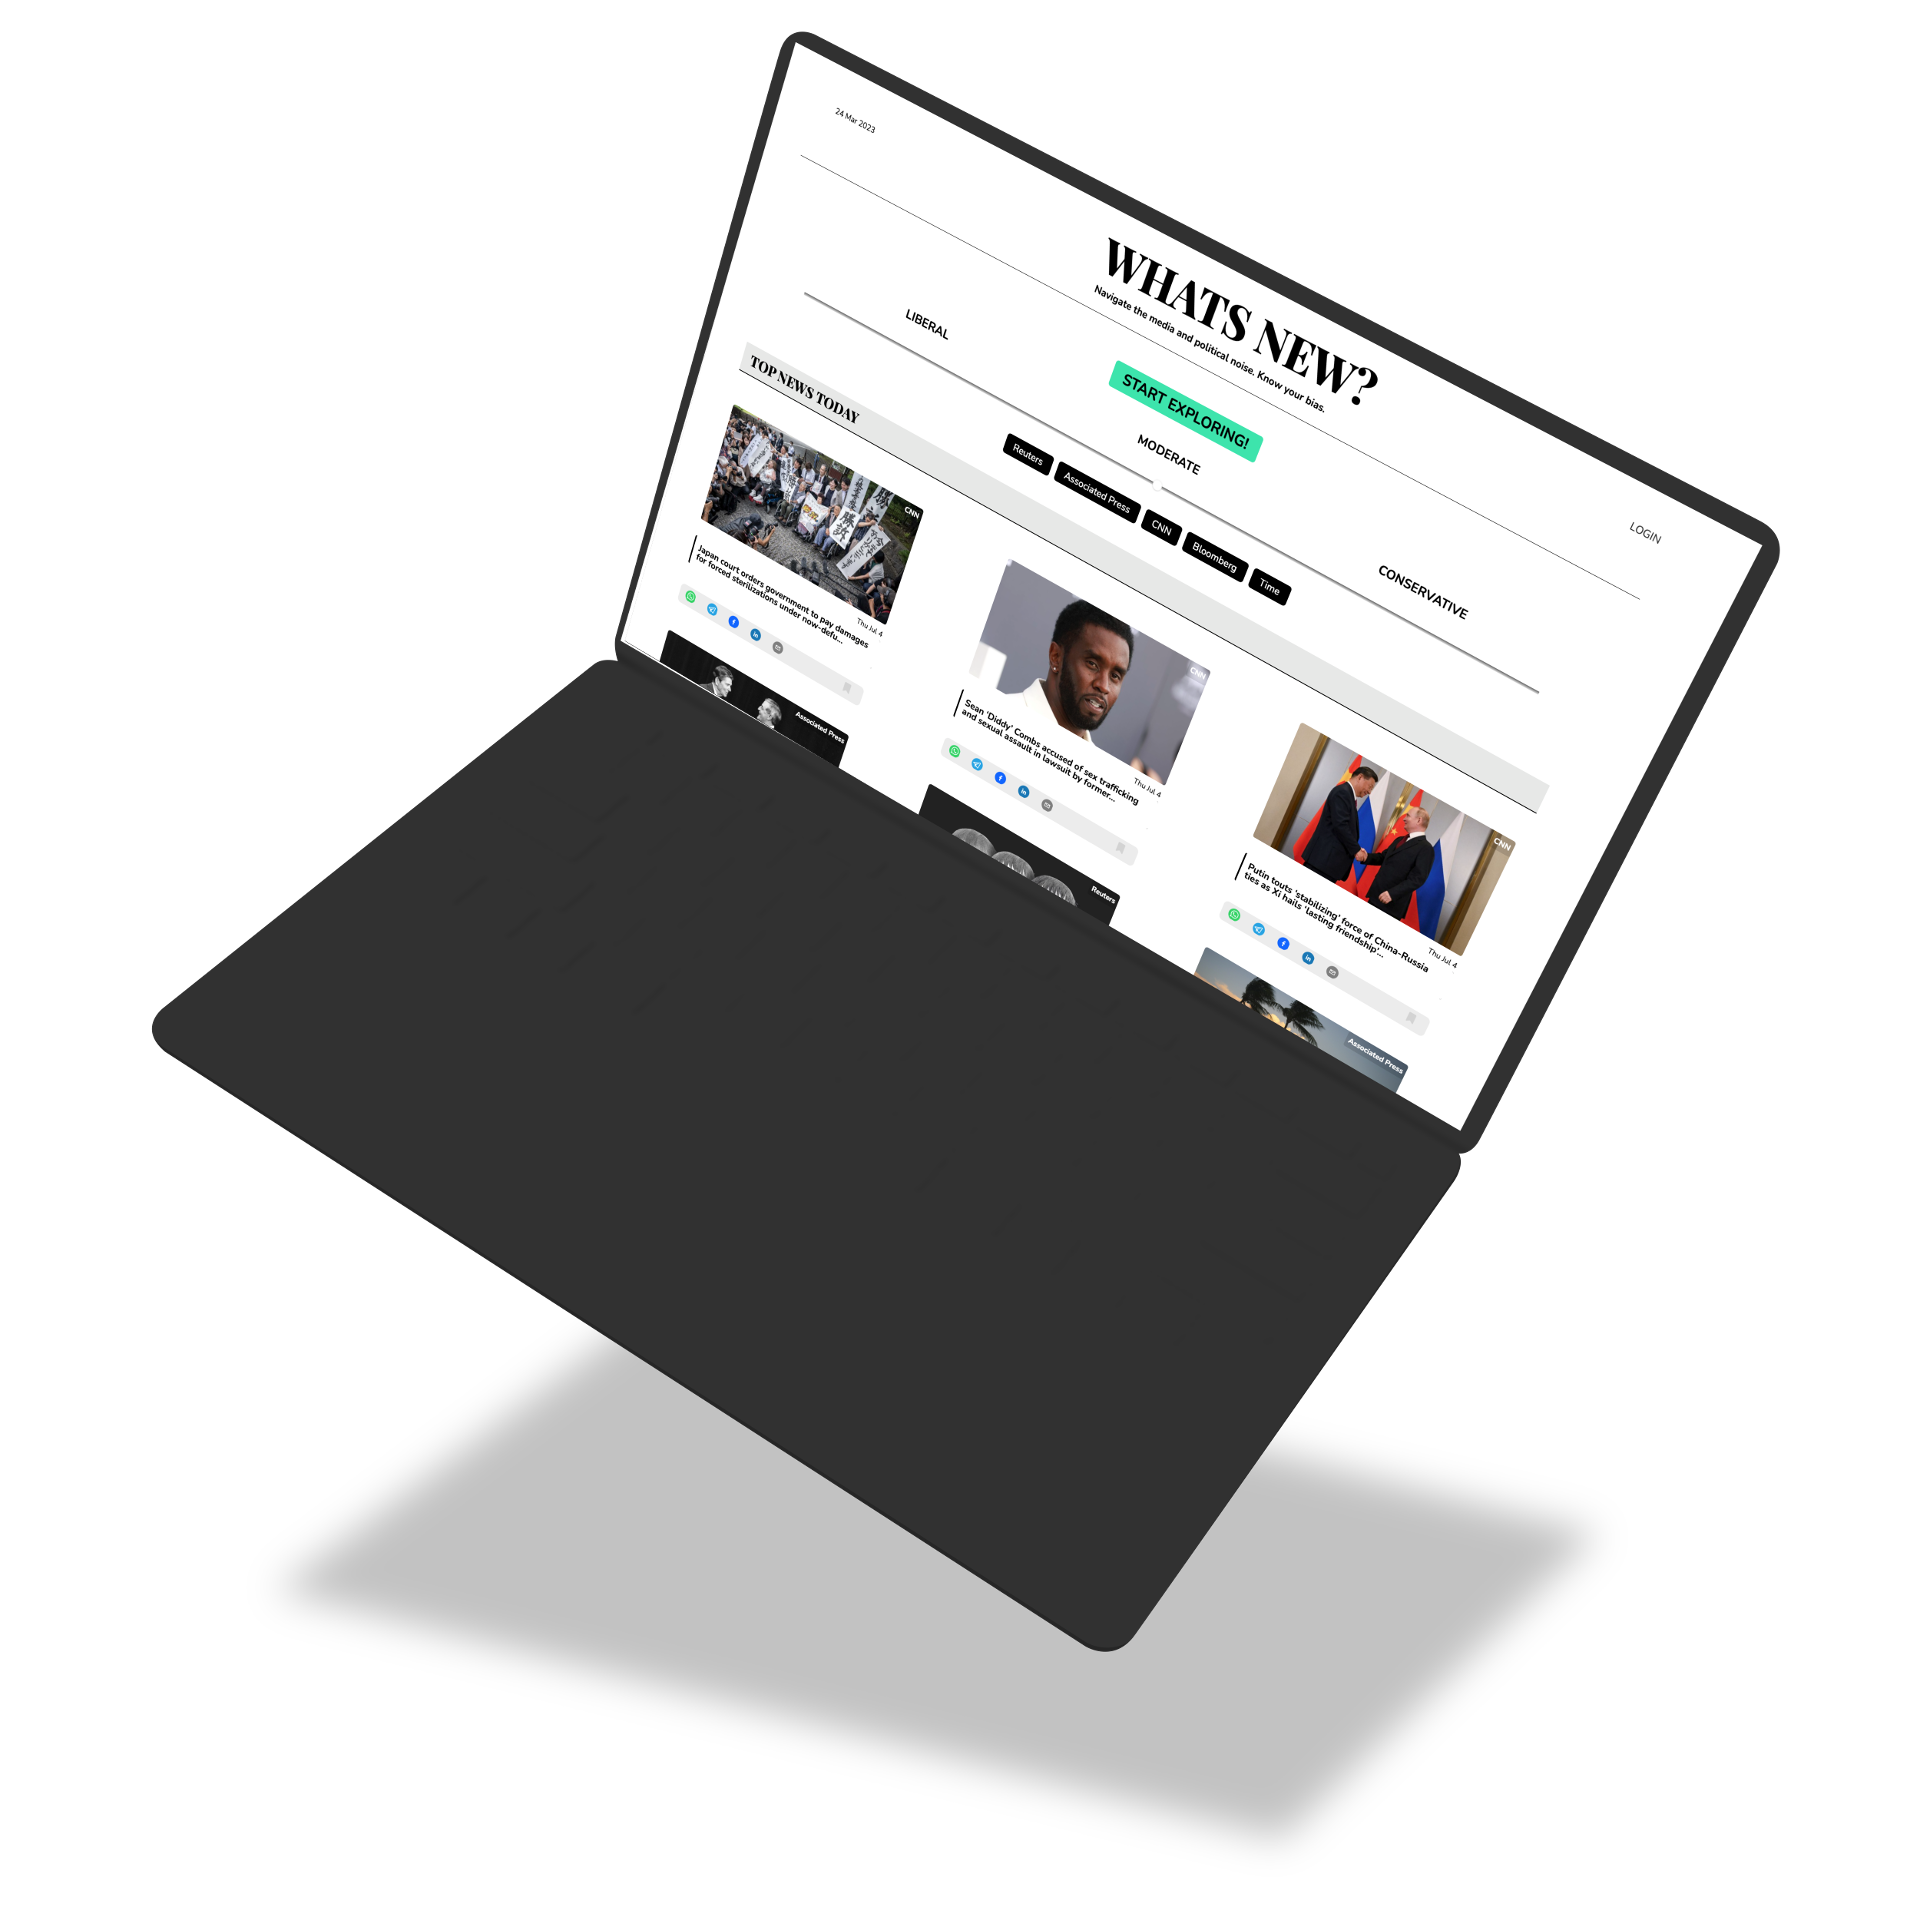 24 Mar 2023
LOGIN
WHATS NEW?
Navigate the media and political noise. Know your bias.
START EXPLORING!
LIBERAL
MODERATE
CONSERVATIVE
Reuters
Associated Press
CNN
Bloomberg
Time
TOP NEWS TODAY
CNN
Thu Jul 4
Japan court orders government to pay damages
for forced sterilizations under now-defu...
CNN
Thu Jul 4
Sean 'Diddy' Combs accused of sex trafficking
and sexual assault in lawsuit by former...
CNN
Thu Jul 4
Putin touts 'stabilizing' force of China-Russia
ties as Xi hails 'lasting friendship'...
Associated Press
Reuters
Associated Press